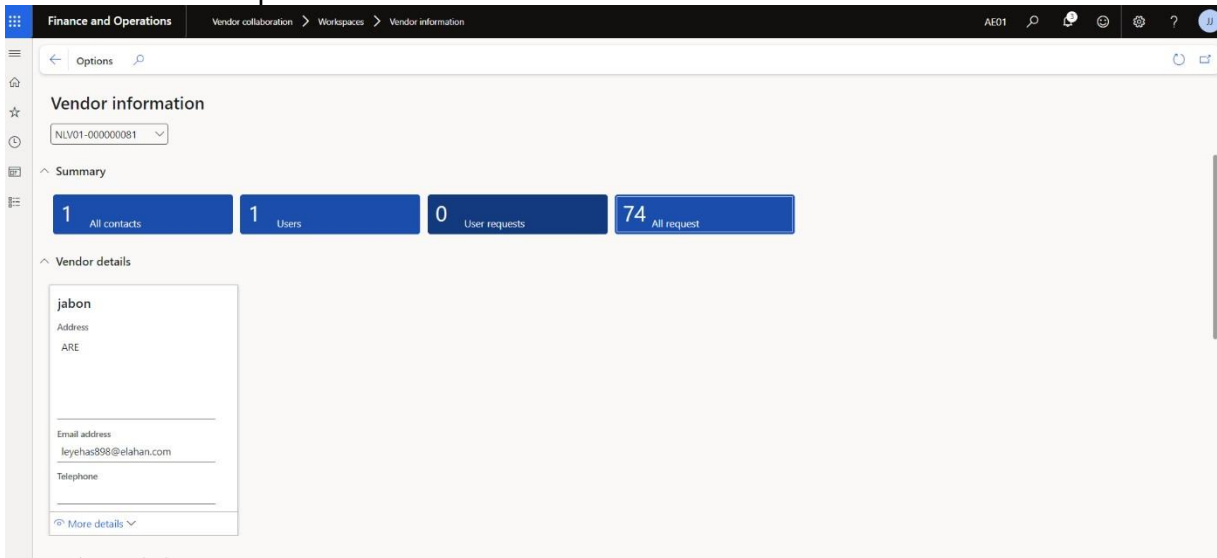 Finance and Operations Vendor collaboration > Workspaces > Vendor information AE01 3 ? JJ
Options
Vendor information
NLV01-000000081
Summary
1 All contacts 1 Users 0 User requests 74 All request
Vendor details
jabon
Address
ARE
Email address
leyehas898@elahan.com
Telephone
More details